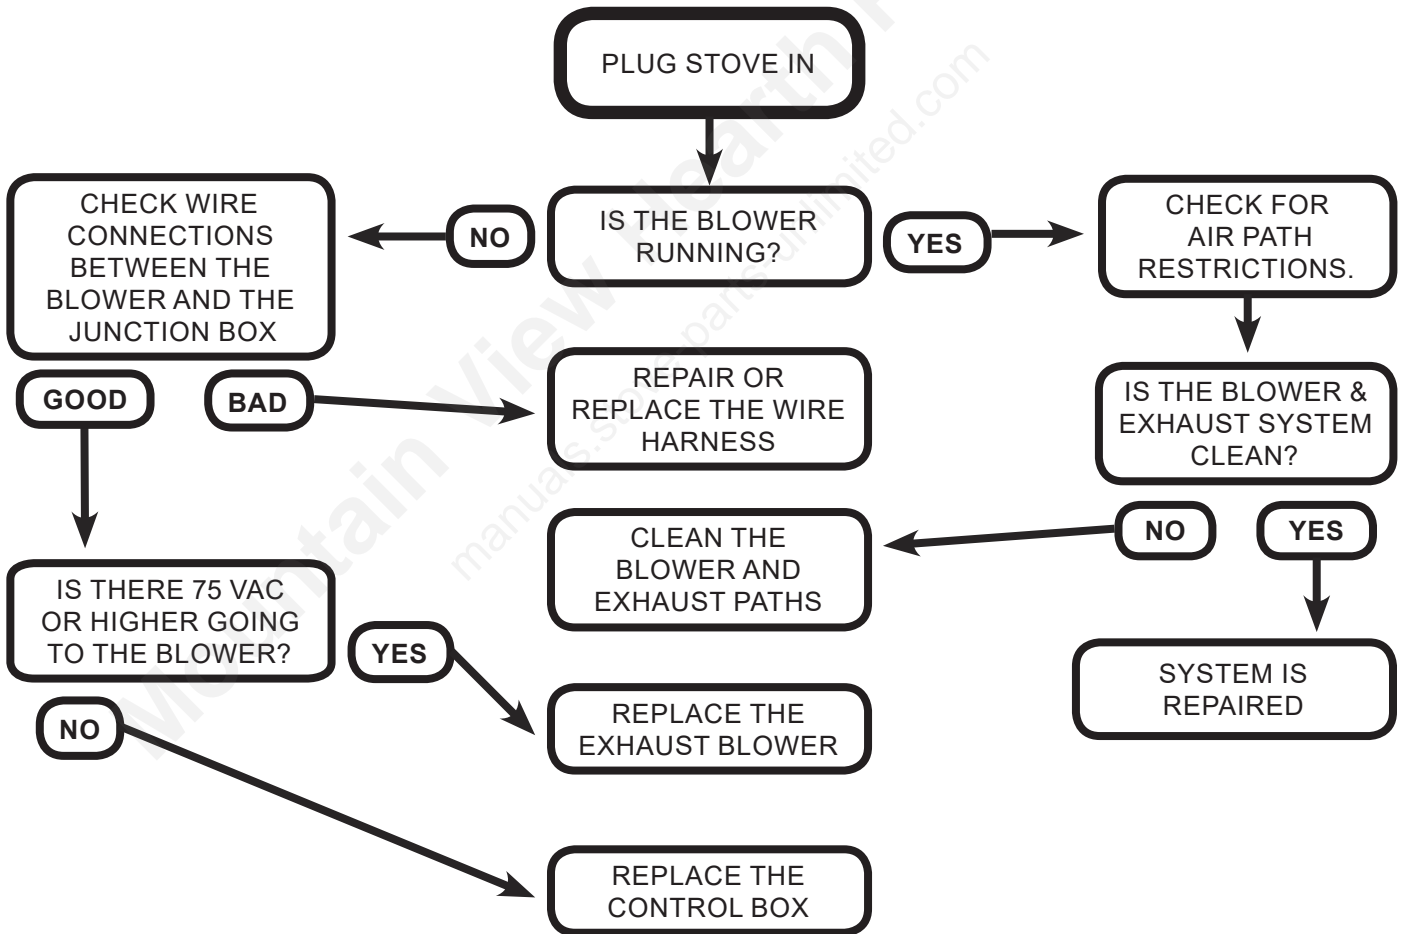 PLUG STOVE IN
IS THE BLOWER
RUNNING?
NO
YES
CHECK WIRE
CONNECTIONS
BETWEEN THE
BLOWER AND THE
JUNCTION BOX
CHECK FOR
AIR PATH
RESTRICTIONS.
GOOD
BAD
REPAIR OR
REPLACE THE WIRE
HARNESS
IS THE BLOWER &
EXHAUST SYSTEM
CLEAN?
NO
YES
CLEAN THE
BLOWER AND
EXHAUST PATHS
IS THERE 75 VAC
OR HIGHER GOING
TO THE BLOWER?
YES
NO
REPLACE THE
EXHAUST BLOWER
SYSTEM IS
REPAIRED
REPLACE THE
CONTROL BOX
Mountain View Hearth